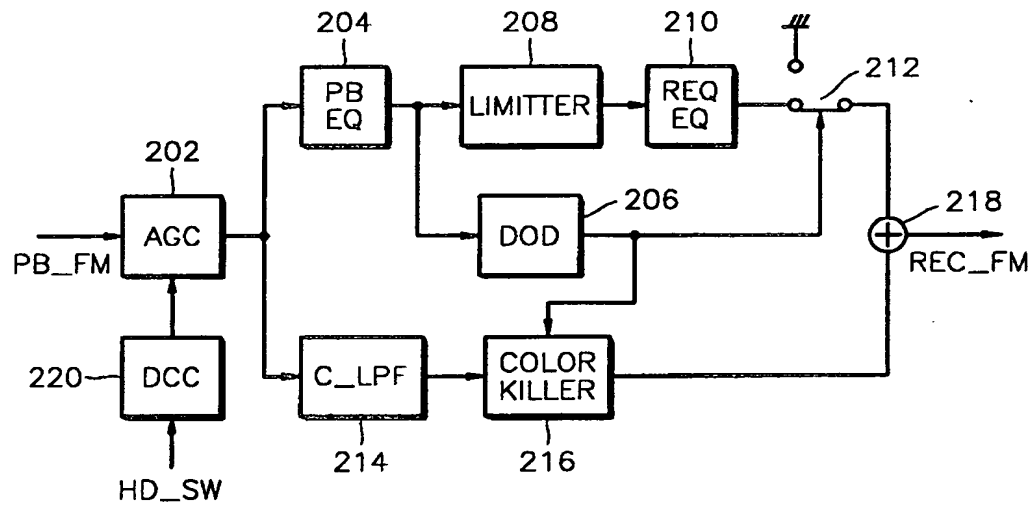 204
208
210
212
PB
EQ
LIMITTER
REQ
EQ
202
206
218
AGC
DOD
PB_FM
REC_FM
220
DCC
C_LPF
COLOR
KILLER
214
216
HD_SW